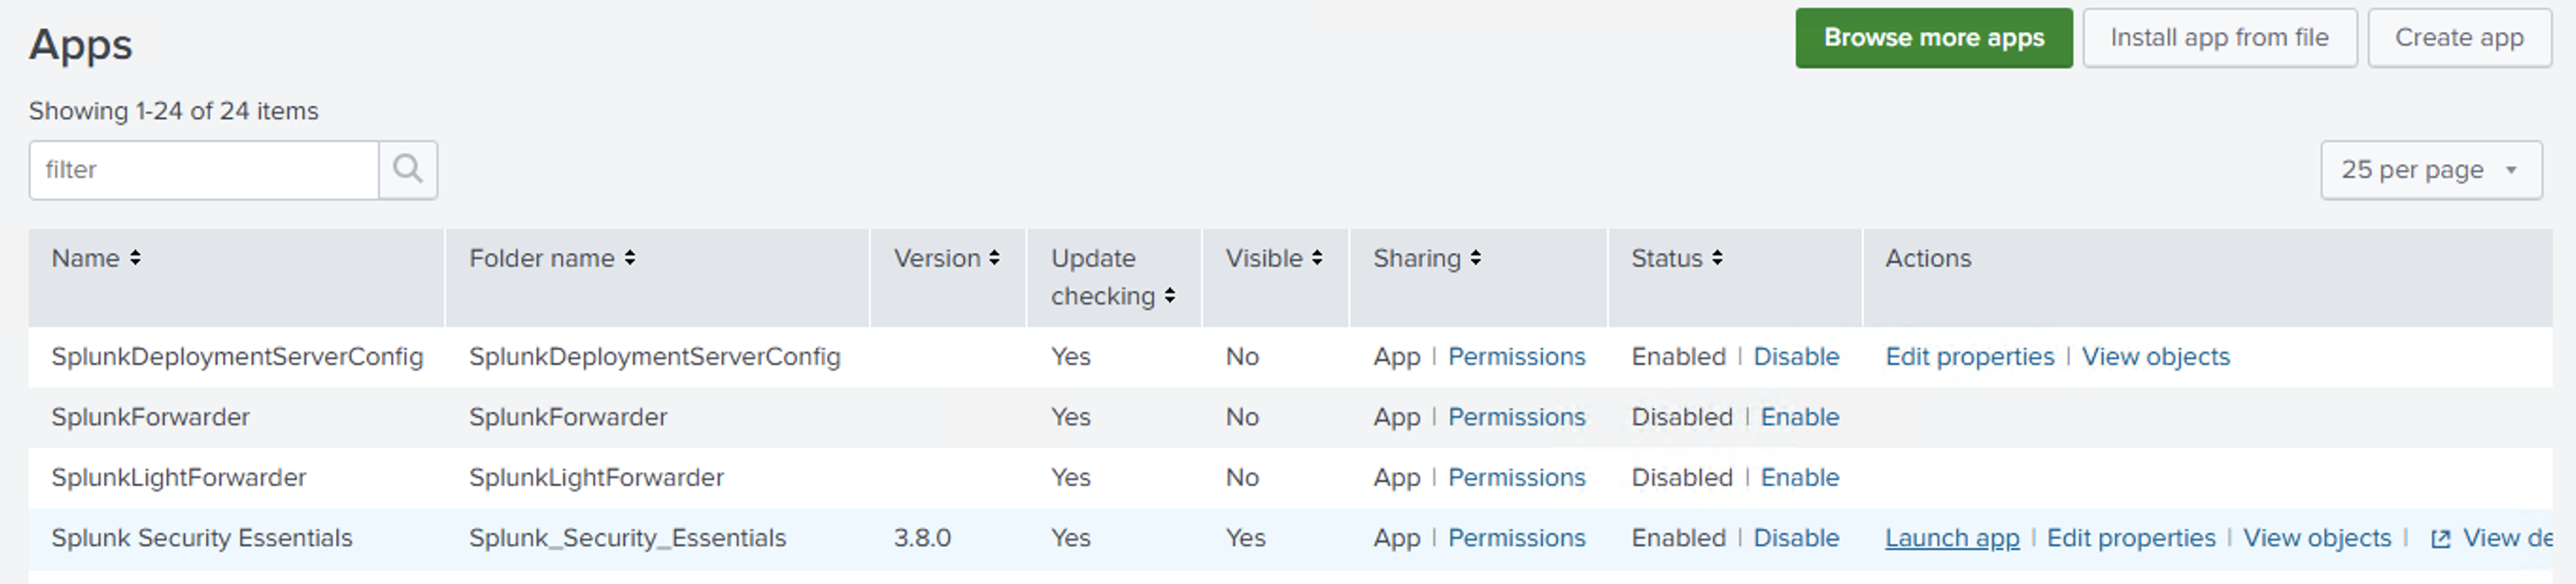 Apps
Browse more apps
Install app from file
Create app
Showing 1-24 of 24 items
filter
25 per page
Name Folder name Version Update checking Visible Sharing Status Actions
SplunkDeploymentServerConfig SplunkDeploymentServerConfig Yes No App | Permissions Enabled | Disable Edit properties | View objects
SplunkForwarder SplunkForwarder Yes No App | Permissions Disabled | Enable
SplunkLightForwarder SplunkLightForwarder Yes No App | Permissions Disabled | Enable
Splunk Security Essentials Splunk_Security_Essentials 3.8.0 Yes Yes App | Permissions Enabled | Disable Launch app | Edit properties | View objects | View de